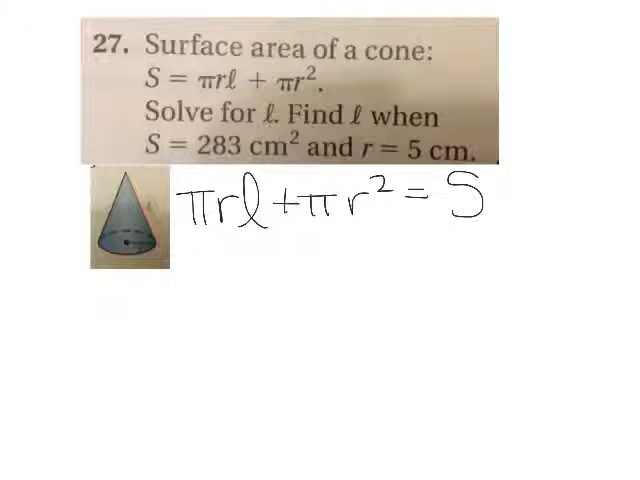 27. Surface area of a cone:
S = πrℓ + πr².
Solve for ℓ. Find ℓ when
S = 283 cm² and r = 5 cm.
πrℓ + πr² = S